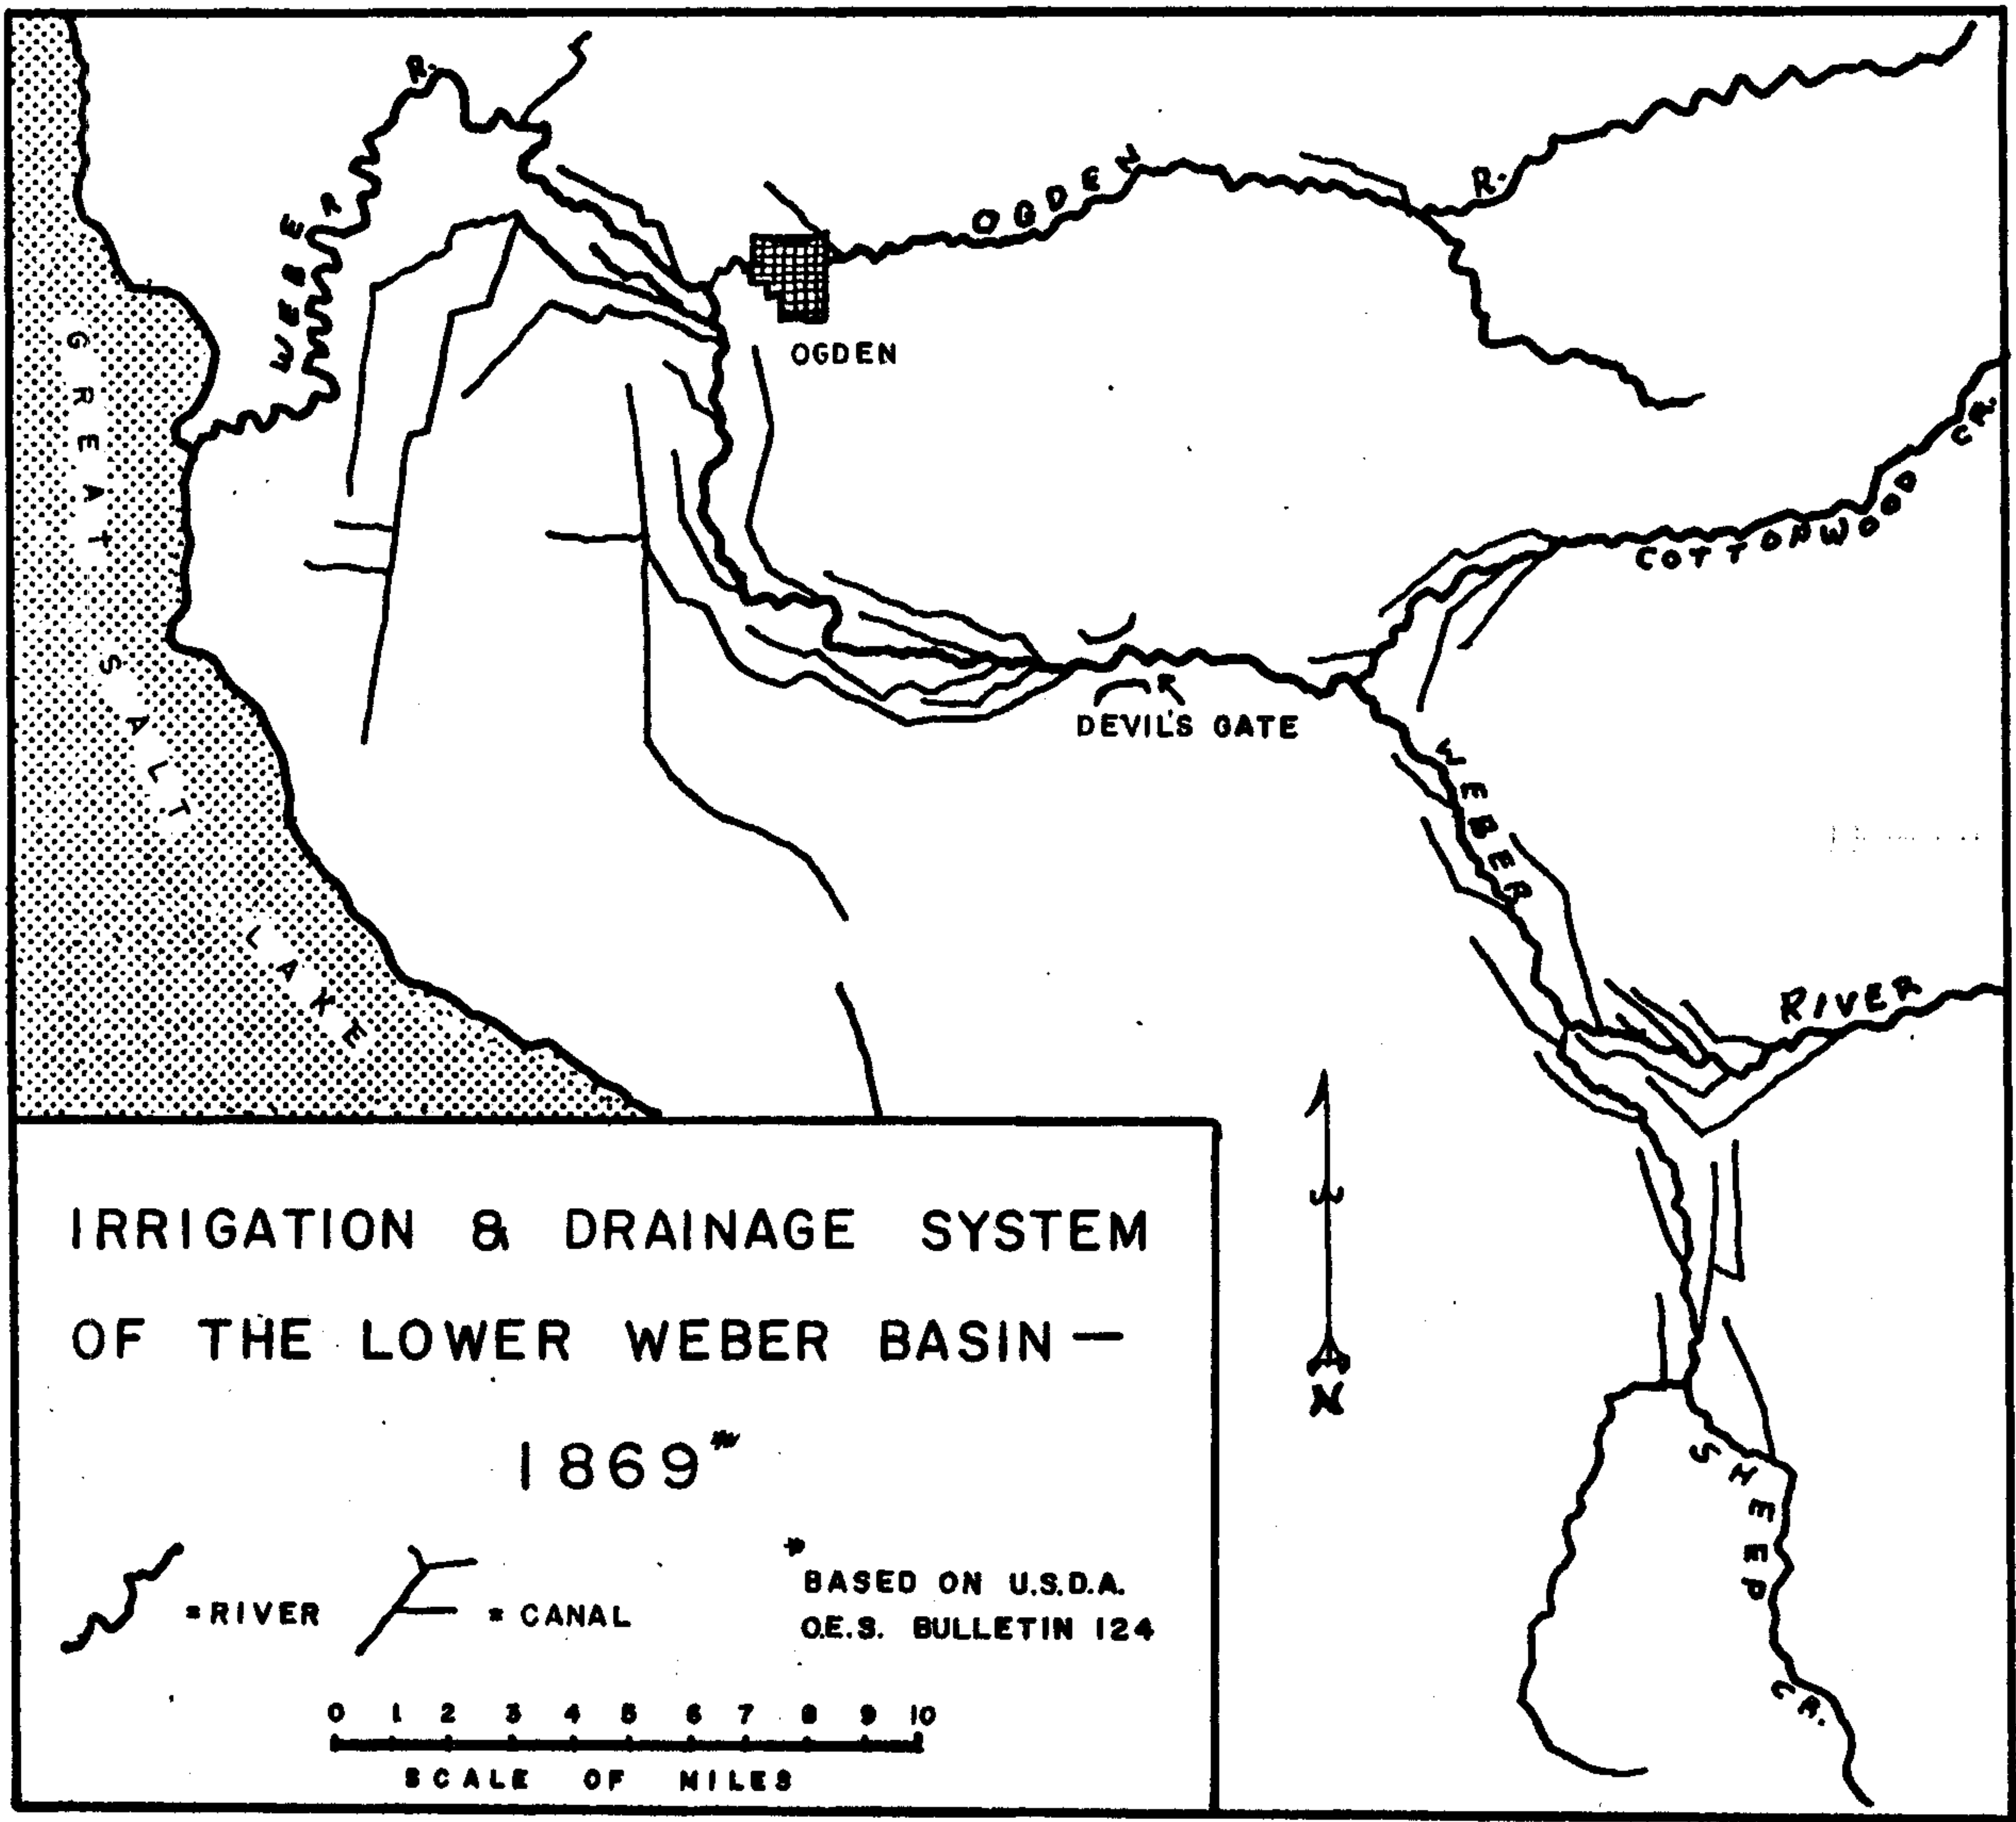 WEBER R.
OGDEN R.
OGDEN
COTTONWOOD CR.
GREAT SALT LAKE
DEVIL'S GATE
WEBER RIVER
SHEEP CR.
N
IRRIGATION & DRAINAGE SYSTEM
OF THE LOWER WEBER BASIN—
1869*
=RIVER
= CANAL
*
BASED ON U.S.D.A.
O.E.S. BULLETIN 124
0 1 2 3 4 5 6 7 8 9 10
SCALE OF MILES